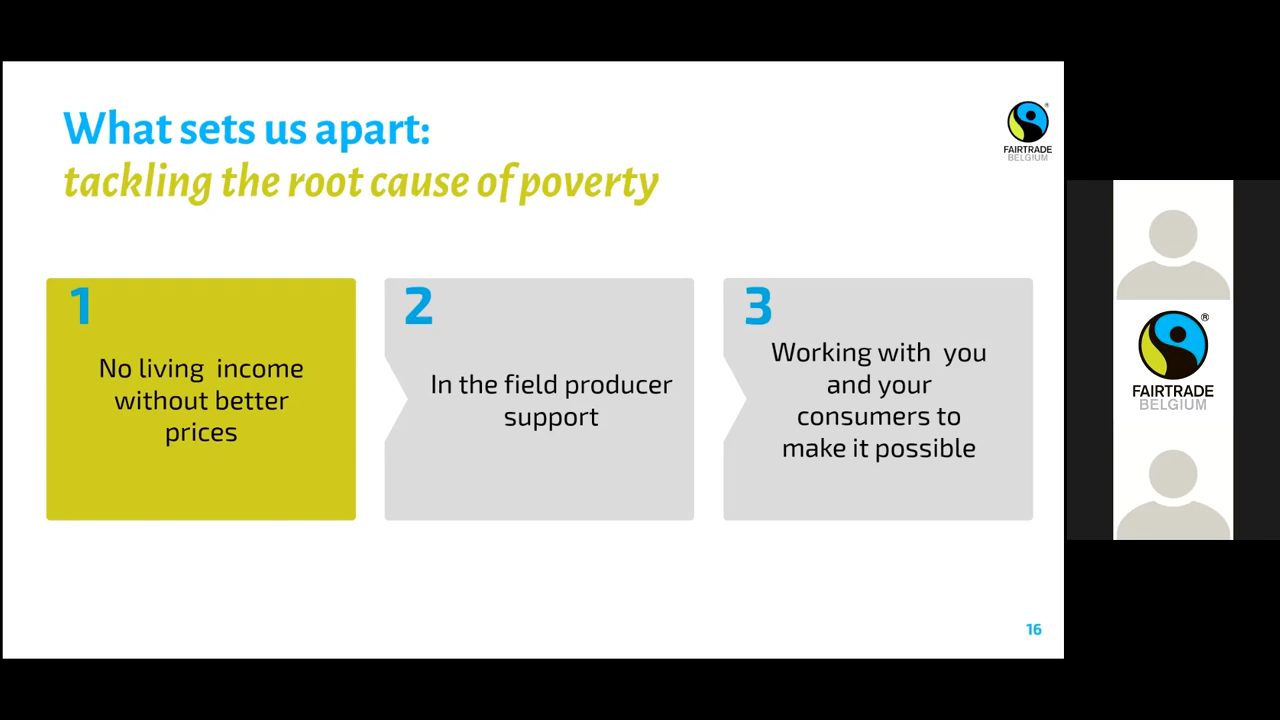 What sets us apart:
tackling the root cause of poverty
FAIRTRADE
BELGIUM
1
No living  income
without better
prices
2
In the field producer
support
3
Working with  you
and your
consumers to
make it possible
16
®
FAIRTRADE
BELGIUM